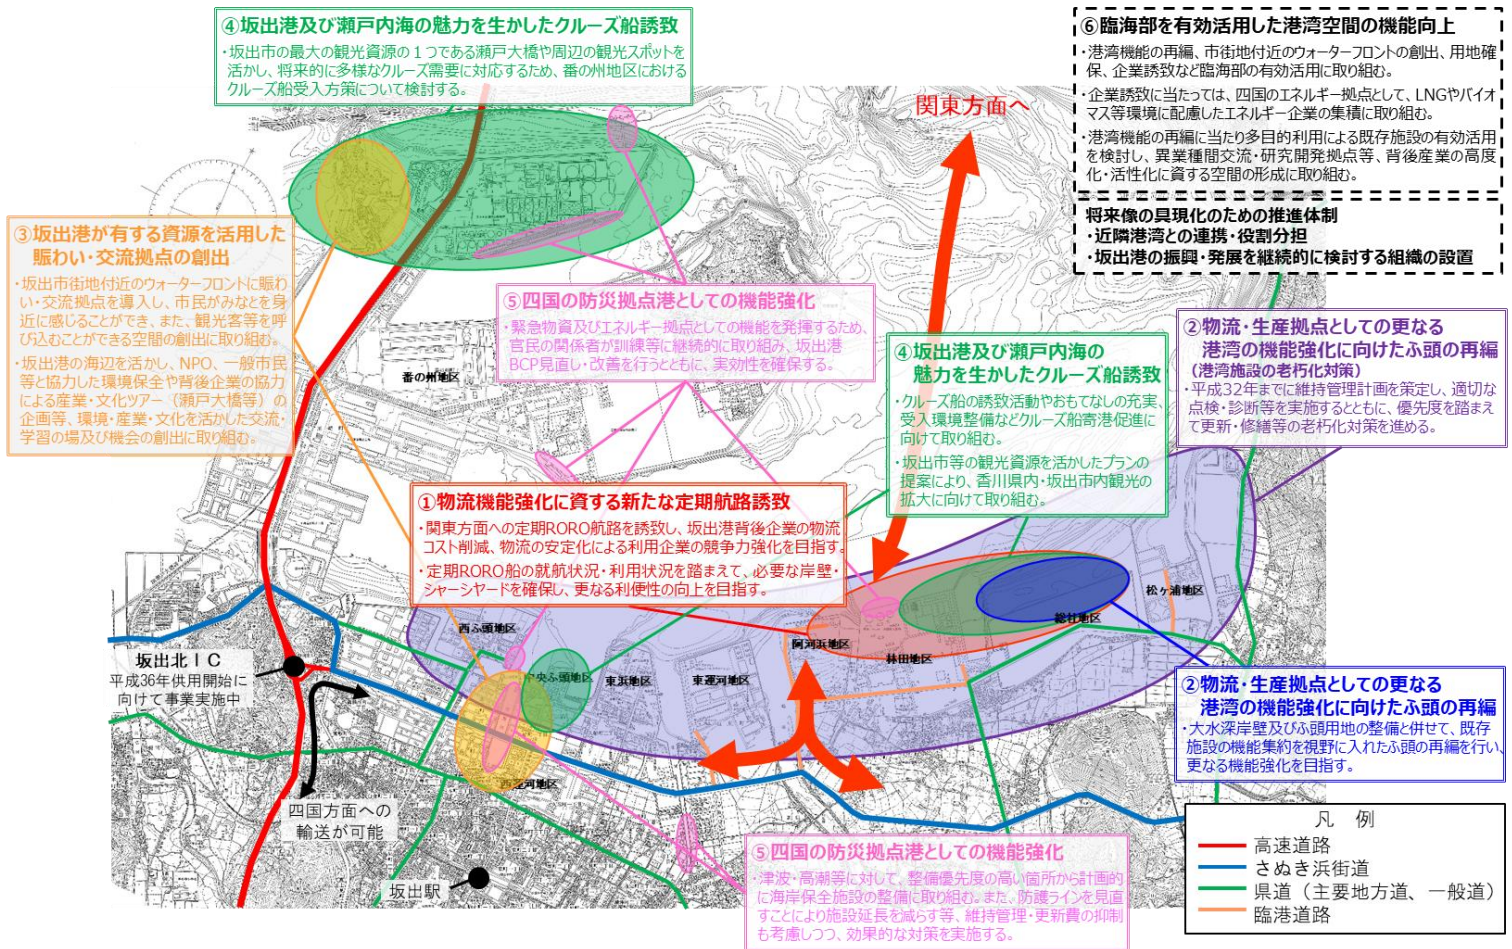 ④坂出港及び瀬戸内海の魅力を生かしたクルーズ船誘致
・坂出市の最大の観光資源の１つである瀬戸大橋や周辺の観光スポットを
活かし、将来的に多様なクルーズ需要に対応するため、番の州地区における
クルーズ船受入方策について検討する。
⑥臨海部を有効活用した港湾空間の機能向上
・港湾機能の再編、市街地付近のウォーターフロントの創出、用地確
保、企業誘致など臨海部の有効活用に取り組む。
・企業誘致に当たっては、四国のエネルギー拠点として、LNGやバイオ
マス等環境に配慮したエネルギー企業の集積に取り組む。
・港湾機能の再編に当たり多目的利用による既存施設の有効活用
を検討し、異業種間交流・研究開発拠点等、背後産業の高度
化・活性化に資する空間の形成に取り組む。
将来像の具現化のための推進体制
・近隣港湾との連携・役割分担
・坂出港の振興・発展を継続的に検討する組織の設置
関東方面へ
③坂出港が有する資源を活用した
賑わい・交流拠点の創出
・坂出市街地付近のウォーターフロントに賑わ
い・交流拠点を導入し、市民がみなとを身
近に感じることができ、また、観光客等を呼
び込むことができる空間の創出に取り組む。
・坂出港の海辺を活かし、NPO、一般市民
等と協力した環境保全や背後企業の協力
による産業・文化ツアー（瀬戸大橋等）の
企画等、環境・産業・文化を活かした交流・
学習の場及び機会の創出に取り組む。
⑤四国の防災拠点港としての機能強化
・緊急物資及びエネルギー拠点としての機能を発揮するため、
官民の関係者が訓練等に継続的に取り組み、坂出港
BCP見直し・改善を行うとともに、実効性を確保する。
番の州地区
④坂出港及び瀬戸内海の
魅力を生かしたクルーズ船誘致
・クルーズ船の誘致活動やおもてなしの充実、
受入環境整備などクルーズ船寄港促進に
向けて取り組む。
・坂出市等の観光資源を活かしたプランの
提案により、香川県内・坂出市内観光の
拡大に向けて取り組む。
②物流・生産拠点としての更なる
港湾の機能強化に向けたふ頭の再編
（港湾施設の老朽化対策）
・平成32年までに維持管理計画を策定し、適切な
点検・診断等を実施するとともに、優先度を踏まえ
て更新・修繕等の老朽化対策を進める。
①物流機能強化に資する新たな定期航路誘致
・関東方面への定期RORO航路を誘致し、坂出港背後企業の物流
コスト削減、物流の安定化による利用企業の競争力強化を目指す。
・定期RORO船の就航状況・利用状況を踏まえて、必要な岸壁・
シャーシヤードを確保し、更なる利便性の向上を目指す。
西ふ頭地区
中央ふ頭地区
東浜地区
東運河地区
阿河浜地区
林田地区
総社地区
松ヶ浦地区
西運河地区
坂出北ＩＣ
平成36年供用開始に
向けて事業実施中
四国方面への
輸送が可能
坂出駅
②物流・生産拠点としての更なる
港湾の機能強化に向けたふ頭の再編
・大水深岸壁及びふ頭用地の整備と併せて、既存
施設の機能集約を視野に入れたふ頭の再編を行い、
更なる機能強化を目指す。
⑤四国の防災拠点港としての機能強化
・津波・高潮等に対して、整備優先度の高い箇所から計画的
に海岸保全施設の整備に取り組む。また、防護ラインを見直
すことにより施設延長を減らす等、維持管理・更新費の抑制
も考慮しつつ、効果的な対策を実施する。
凡　例
高速道路
さぬき浜街道
県道（主要地方道、一般道）
臨港道路